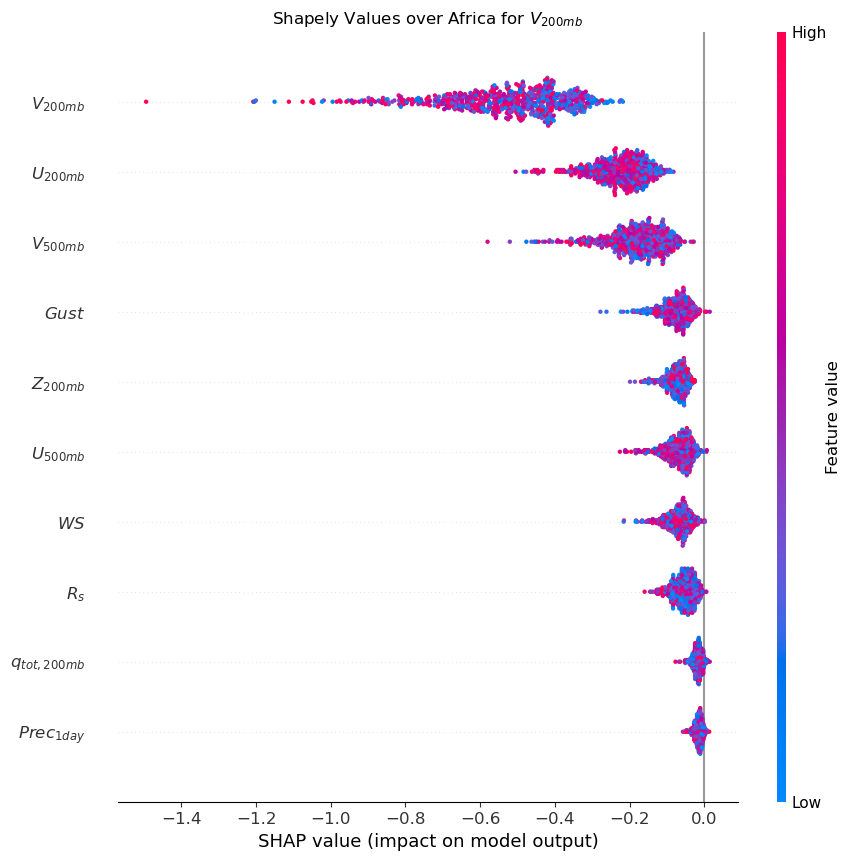 Shapely Values over Africa for V200mb
High
V200mb
U200mb
V500mb
Gust
Z200mb
U500mb
WS
Rs
qtot,200mb
Prec1day
Feature value
Low
−1.4 −1.2 −1.0 −0.8 −0.6 −0.4 −0.2 0.0
SHAP value (impact on model output)